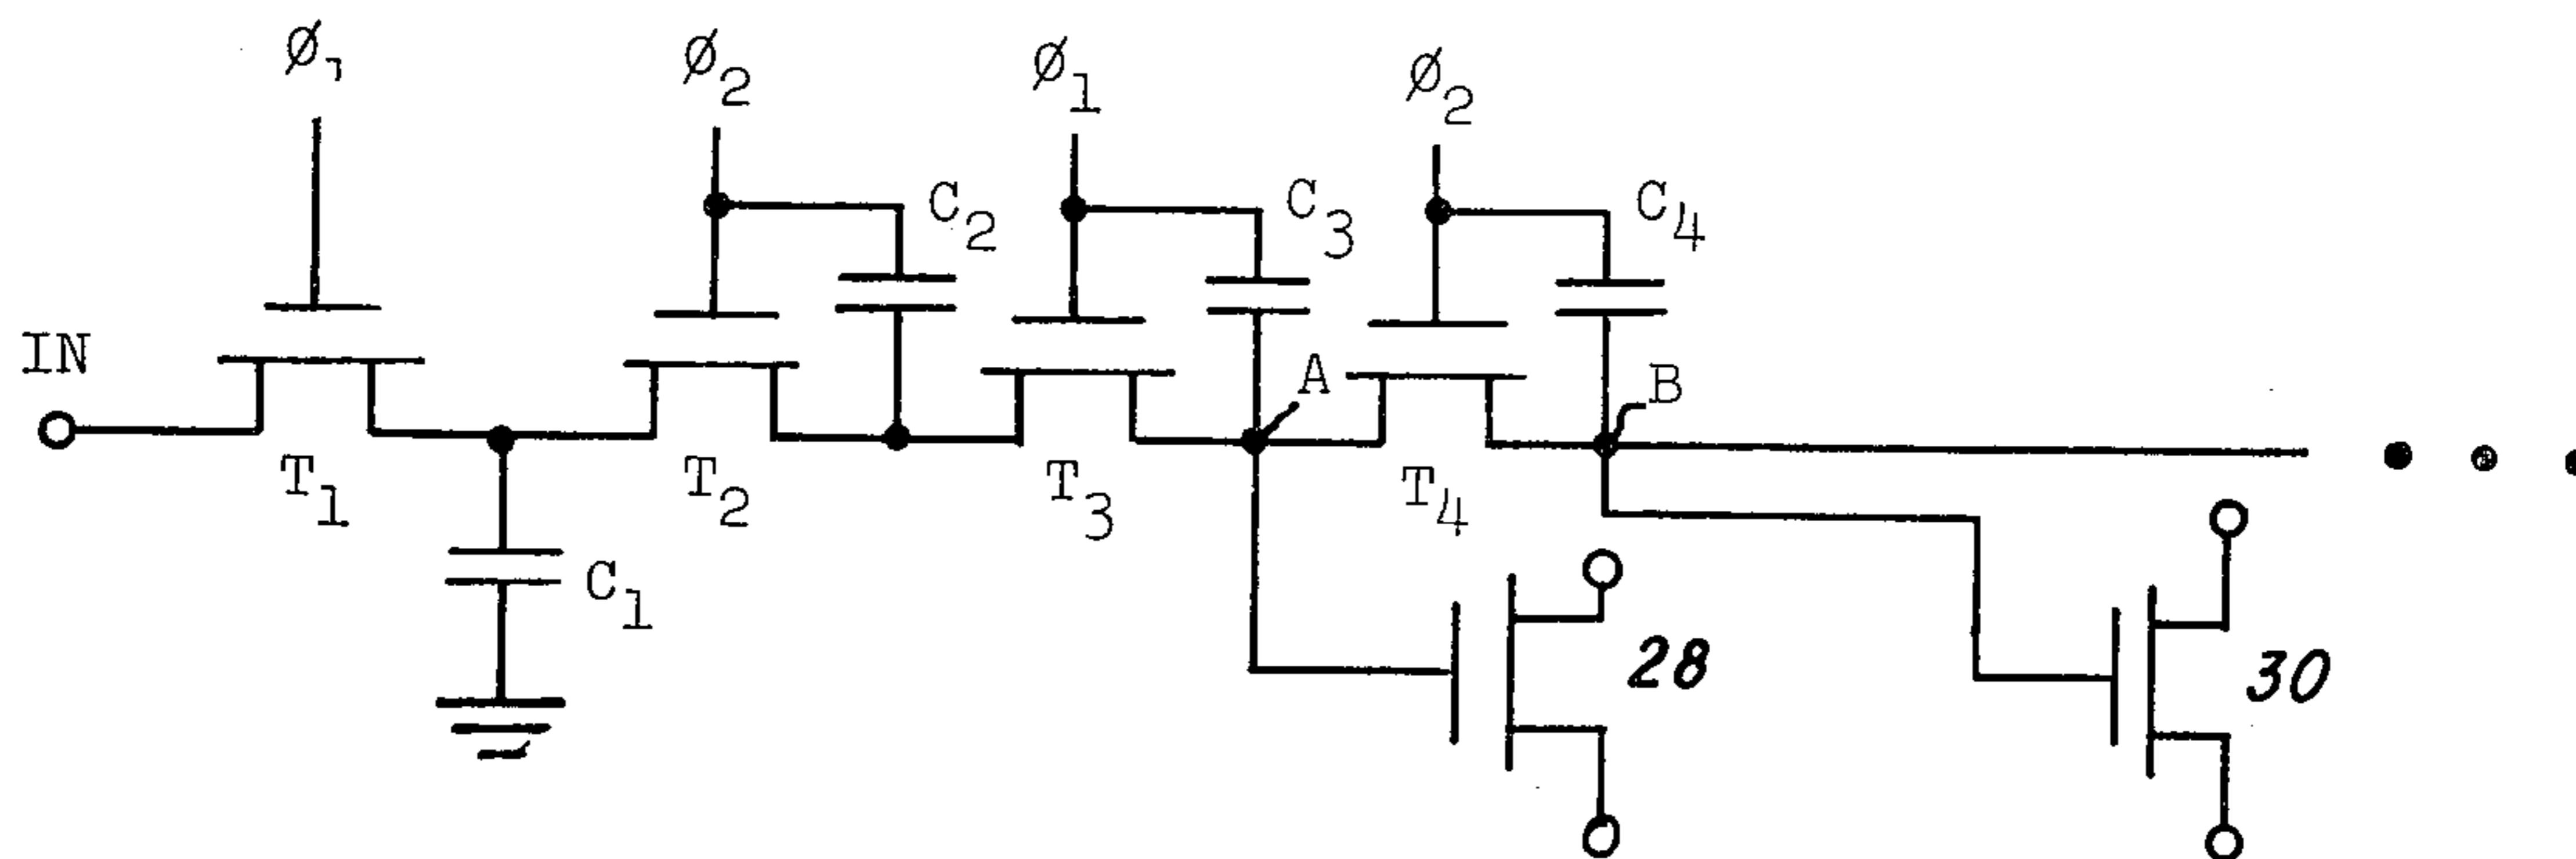 Ø₁ Ø₂ Ø₁ Ø₂
C₂ C₃ C₄
IN A B
T₁ T₂ T₃ T₄
C₁ 28 30